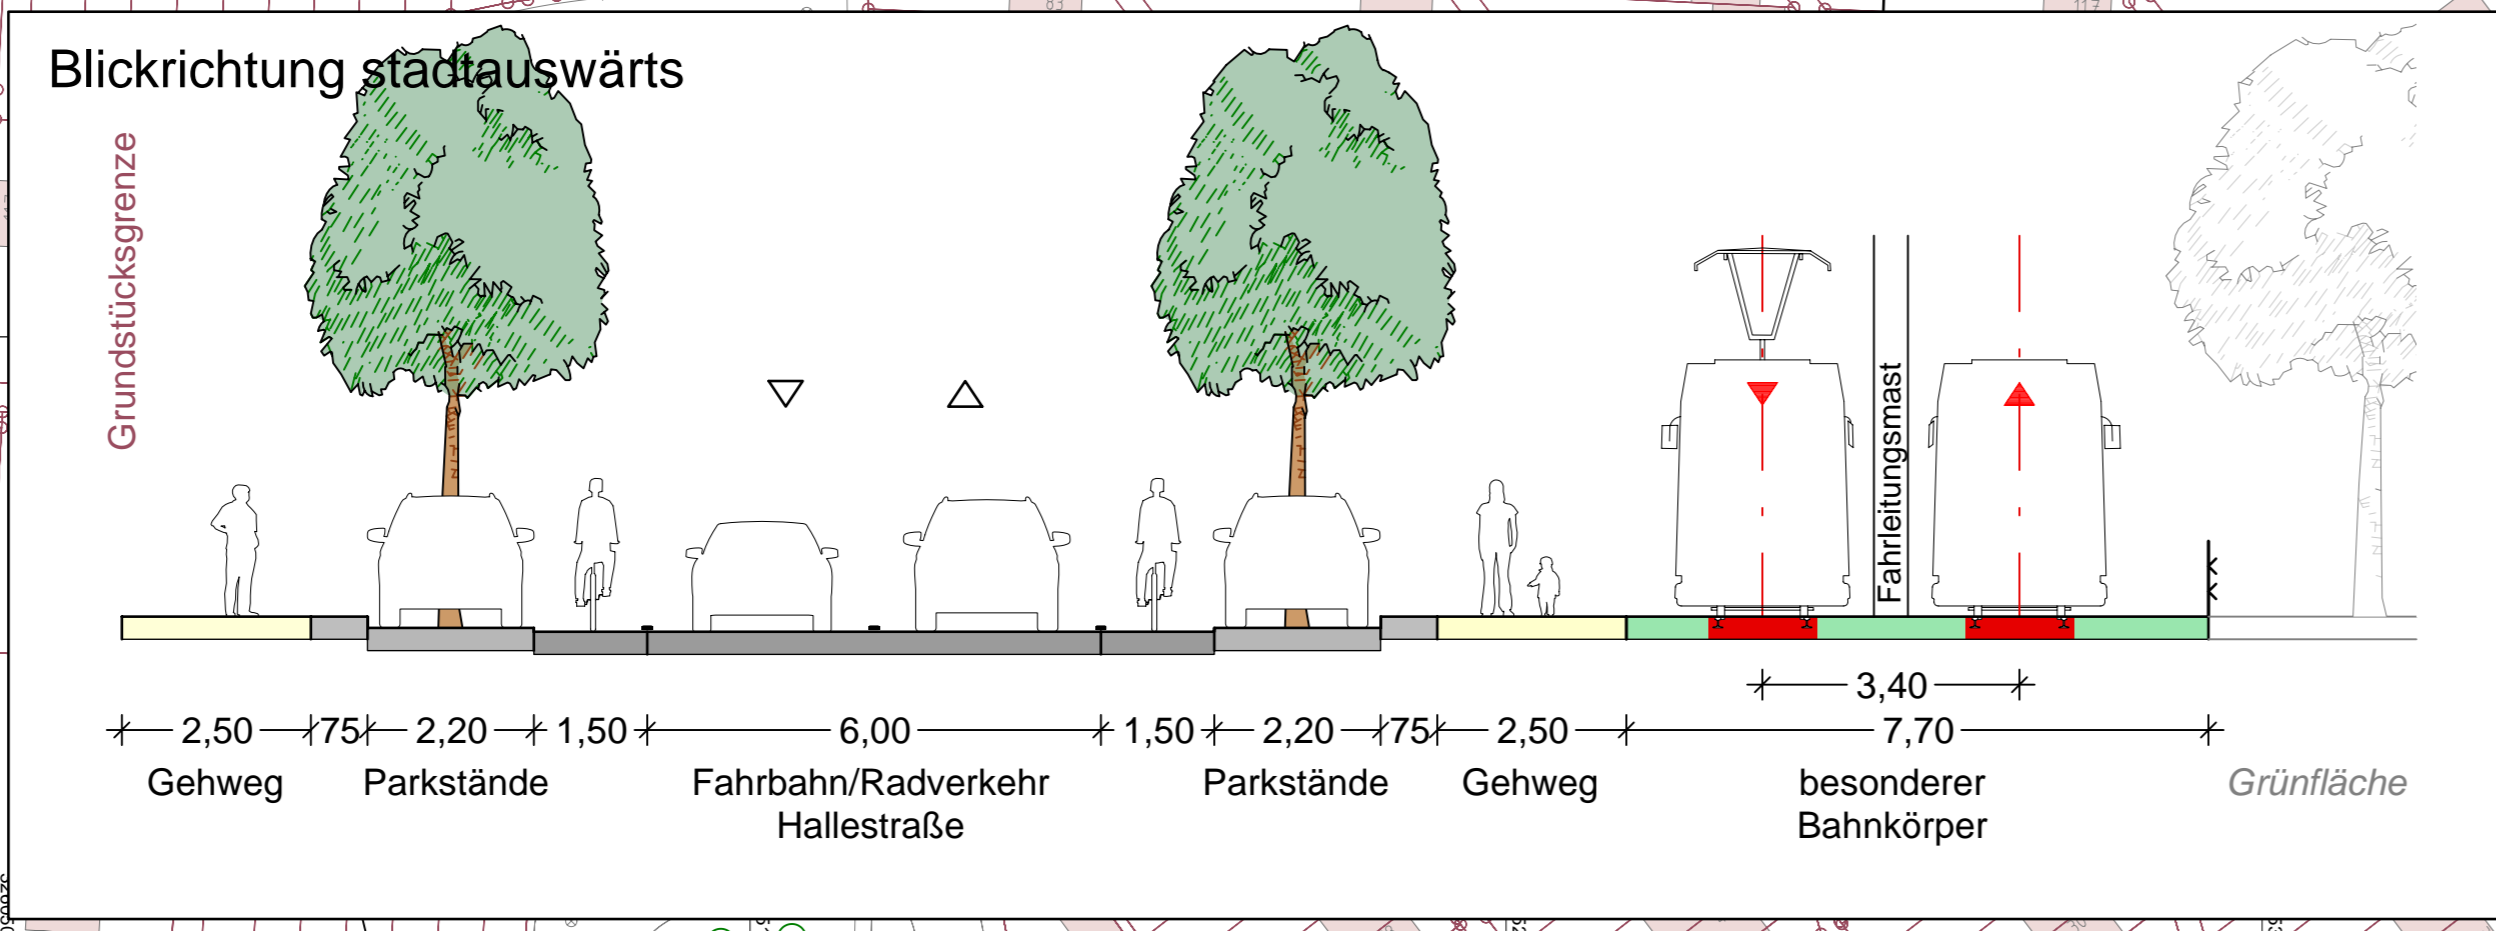 Blickrichtung stadtauswärts
Grundstücksgrenze
Fahrleitungsmast
3,40
2,50 75 2,20 1,50 6,00 1,50 2,20 75 2,50 7,70
Gehweg Parkstände Fahrbahn/Radverkehr Parkstände Gehweg besonderer Grünfläche
Hallestraße Bahnkörper